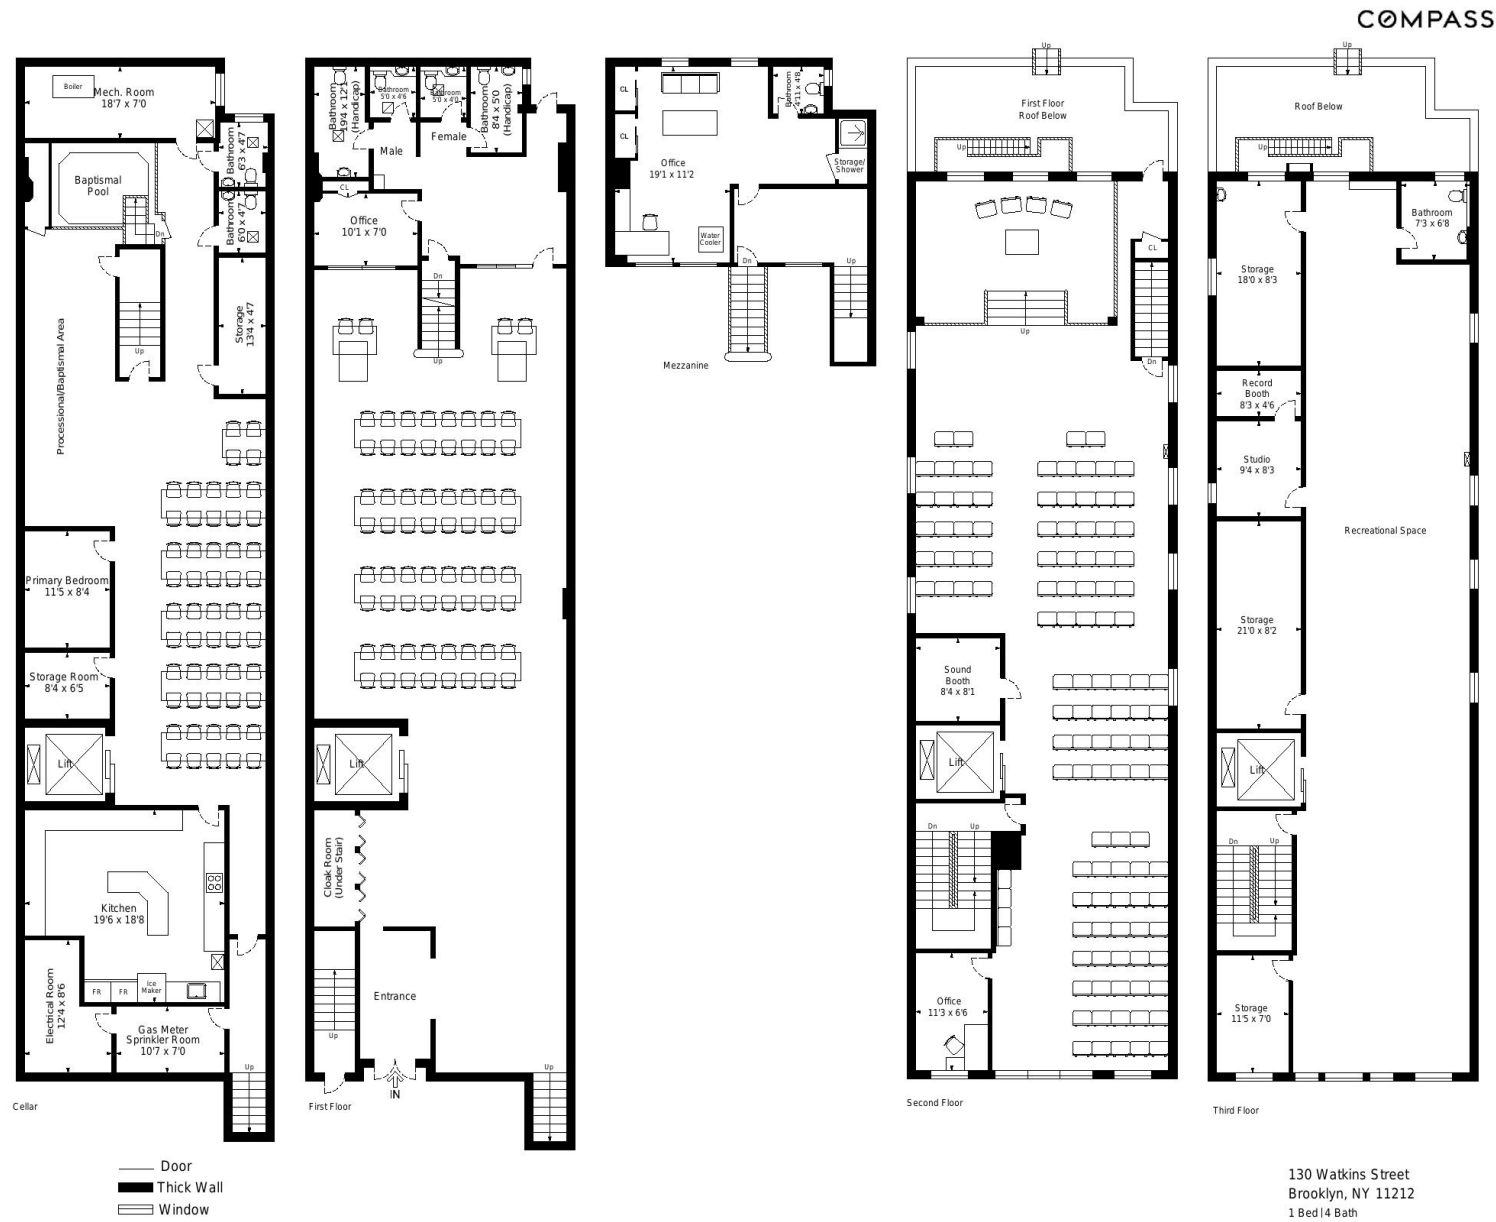 COMPASS
Boiler
Mech. Room
18'7 x 7'0
Bathroom
6'3 x 4'7
Baptismal
Pool
Dn
Bathroom
6'0 x 4'7
Up
Storage
13'4 x 4'7
Processional/Baptismal Area
Primary Bedroom
11'5 x 8'4
Storage Room
8'4 x 6'5
Lift
Kitchen
19'6 x 18'8
FR
FR
Ice
Maker
Electrical Room
12'4 x 8'6
Gas Meter
Sprinkler Room
10'7 x 7'0
Up
Cellar
Bathroom
19'4 x 12'1
(Handicap)
Bathroom
5'0 x 4'6
Bathroom
5'0 x 4'0
Bathroom
8'4 x 5'0
(Handicap)
Male
Female
CL
Office
10'1 x 7'0
Dn
Up
Lift
Cloak Room
(Under Stair)
Entrance
Up
IN
Up
First Floor
CL
CL
Bathroom
4'11 x 4'8
Office
19'1 x 11'2
Storage/
Shower
Water
Cooler
Dn
Up
Mezzanine
Up
First Floor
Roof Below
Up
CL
Up
Dn
Sound
Booth
8'4 x 8'1
Lift
Dn
Up
Office
11'3 x 6'6
Second Floor
Up
Roof Below
Up
Bathroom
7'3 x 6'8
Storage
18'0 x 8'3
Record
Booth
8'3 x 4'6
Studio
9'4 x 8'3
Recreational Space
Storage
21'0 x 8'2
Lift
Dn
Up
Storage
11'5 x 7'0
Third Floor
Door
Thick Wall
Window
130 Watkins Street
Brooklyn, NY 11212
1 Bed|4 Bath